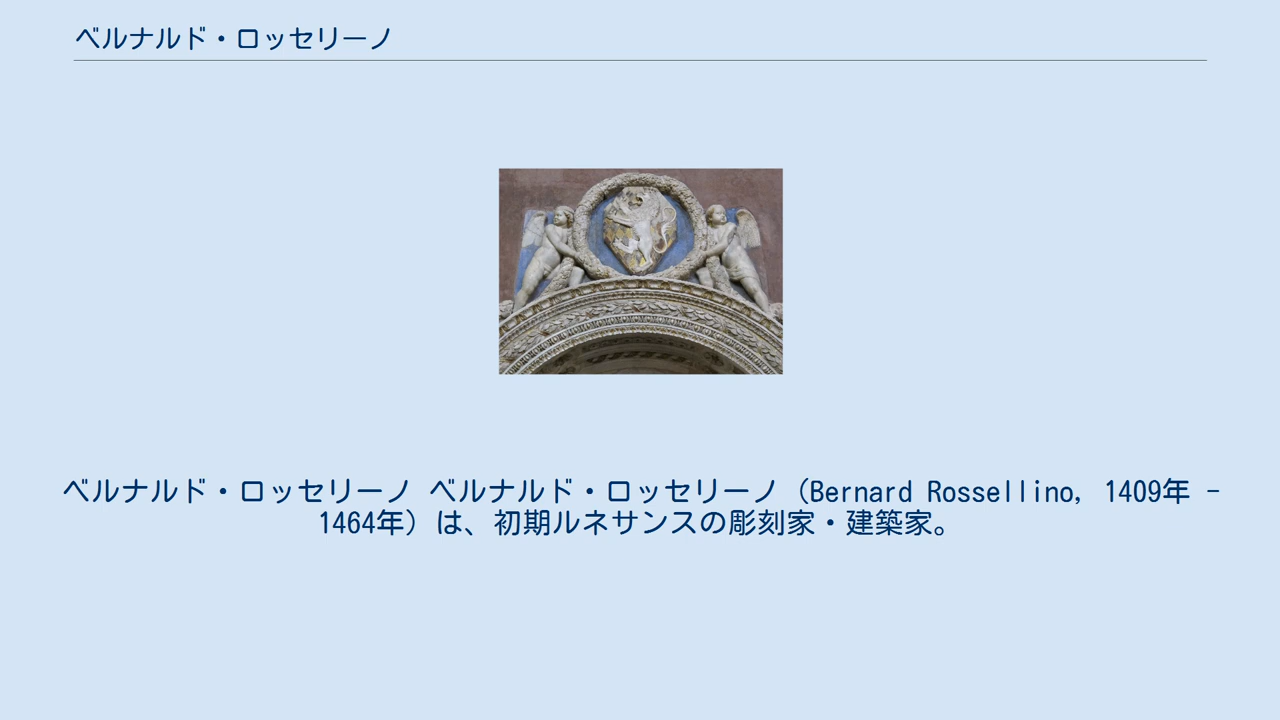 ベルナルド・ロッセリーノ
ベルナルド・ロッセリーノ ベルナルド・ロッセリーノ（Bernard Rossellino, 1409年 -
1464年）は、初期ルネサンスの彫刻家・建築家。